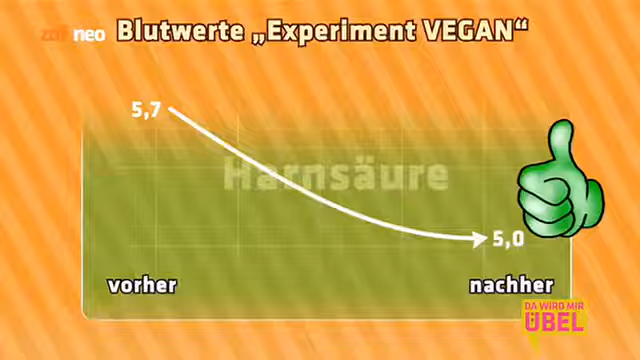 zdf neo
Blutwerte „Experiment VEGAN“
5,7
Harnsäure
5,0
vorher
nachher
DA WIRD MIR
ÜBEL